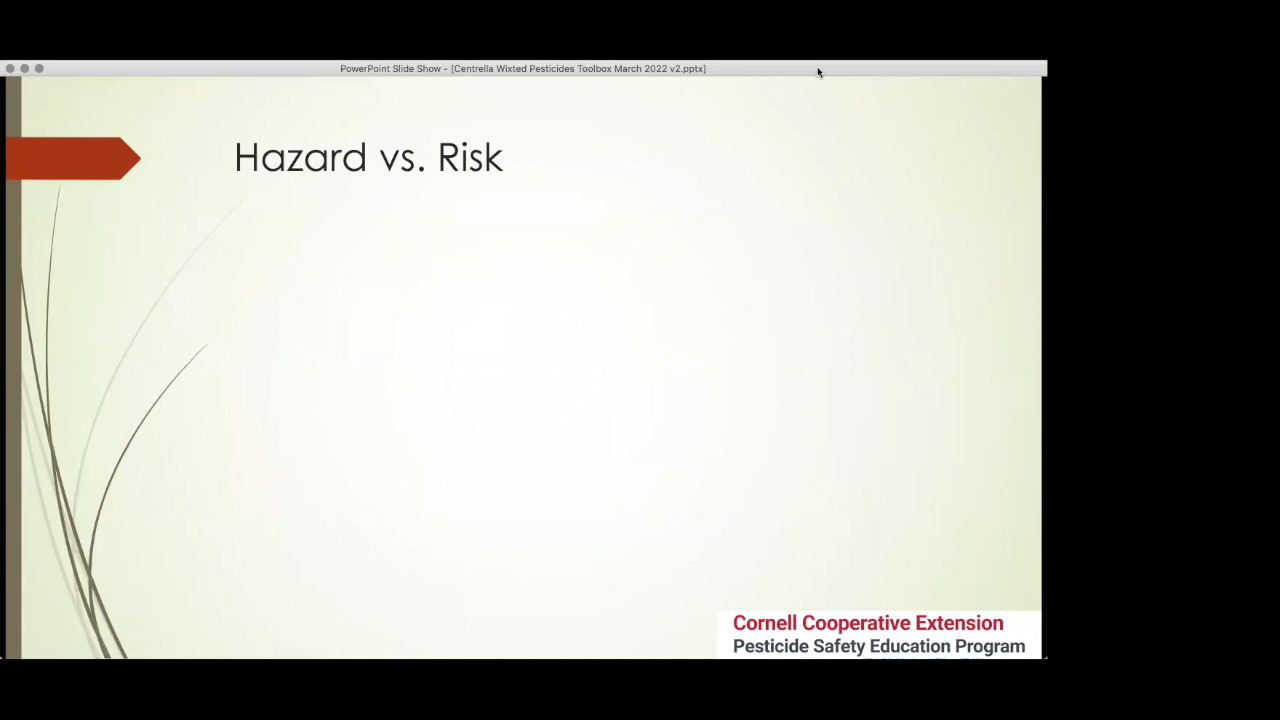 PowerPoint Slide Show - [Centrella Wixted Pesticides Toolbox March 2022 v2.pptx]
Hazard vs. Risk
Cornell Cooperative Extension
Pesticide Safety Education Program